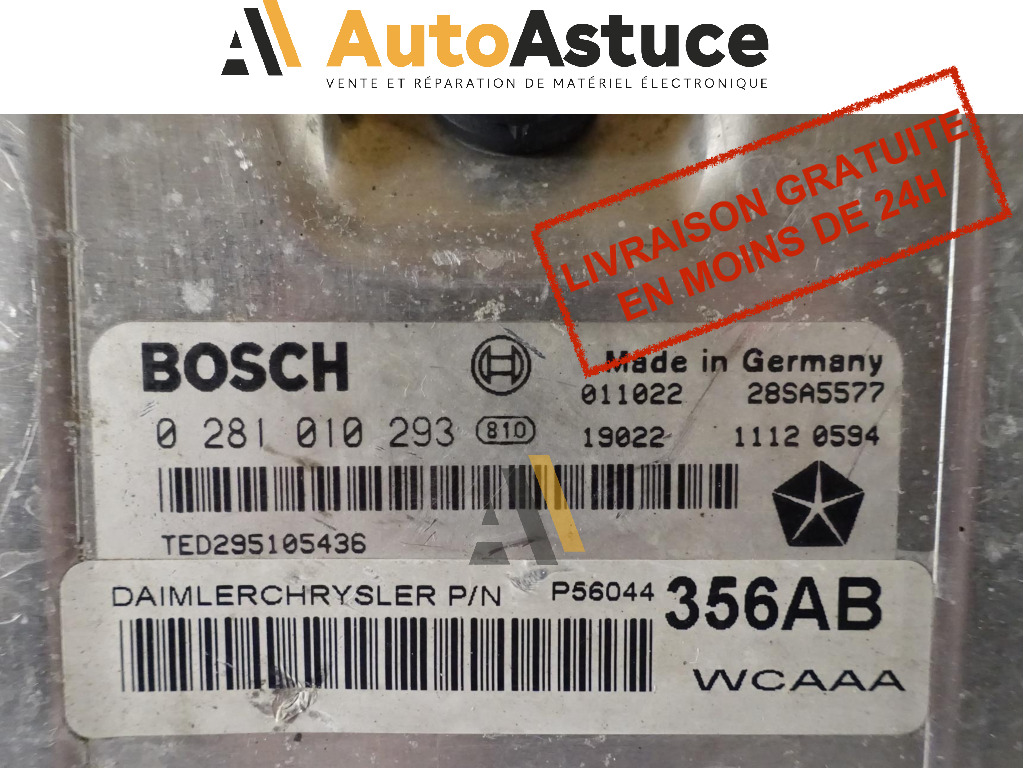 AutoAstuce
VENTE ET RÉPARATION DE MATÉRIEL ÉLECTRONIQUE
LIVRAISON GRATUITE
EN MOINS DE 24H
BOSCH
Made in Germany
011022 28SA5577
0 281 010 293 810 19022 1112 0594
TED295105436
DAIMLERCHRYSLER P/N P56044 356AB
WCAAA